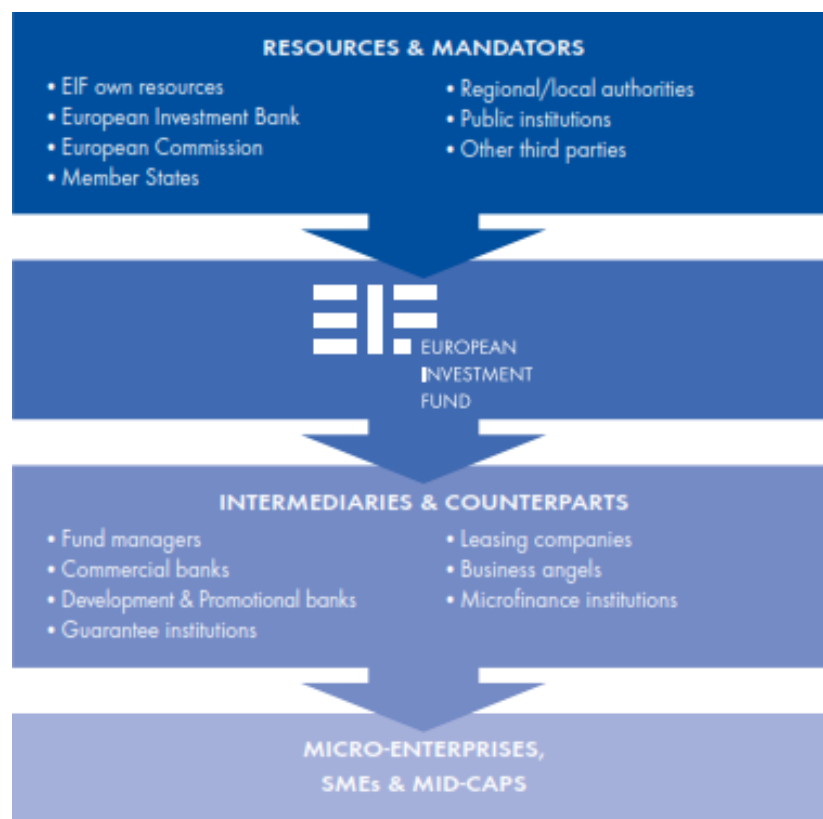 RESOURCES & MANDATORS
• EIF own resources
• European Investment Bank
• European Commission
• Member States
• Regional/local authorities
• Public institutions
• Other third parties
EIF
EUROPEAN
INVESTMENT
FUND
INTERMEDIARIES & COUNTERPARTS
• Fund managers
• Commercial banks
• Development & Promotional banks
• Guarantee institutions
• Leasing companies
• Business angels
• Microfinance institutions
MICRO-ENTERPRISES,
SMEs & MID-CAPS